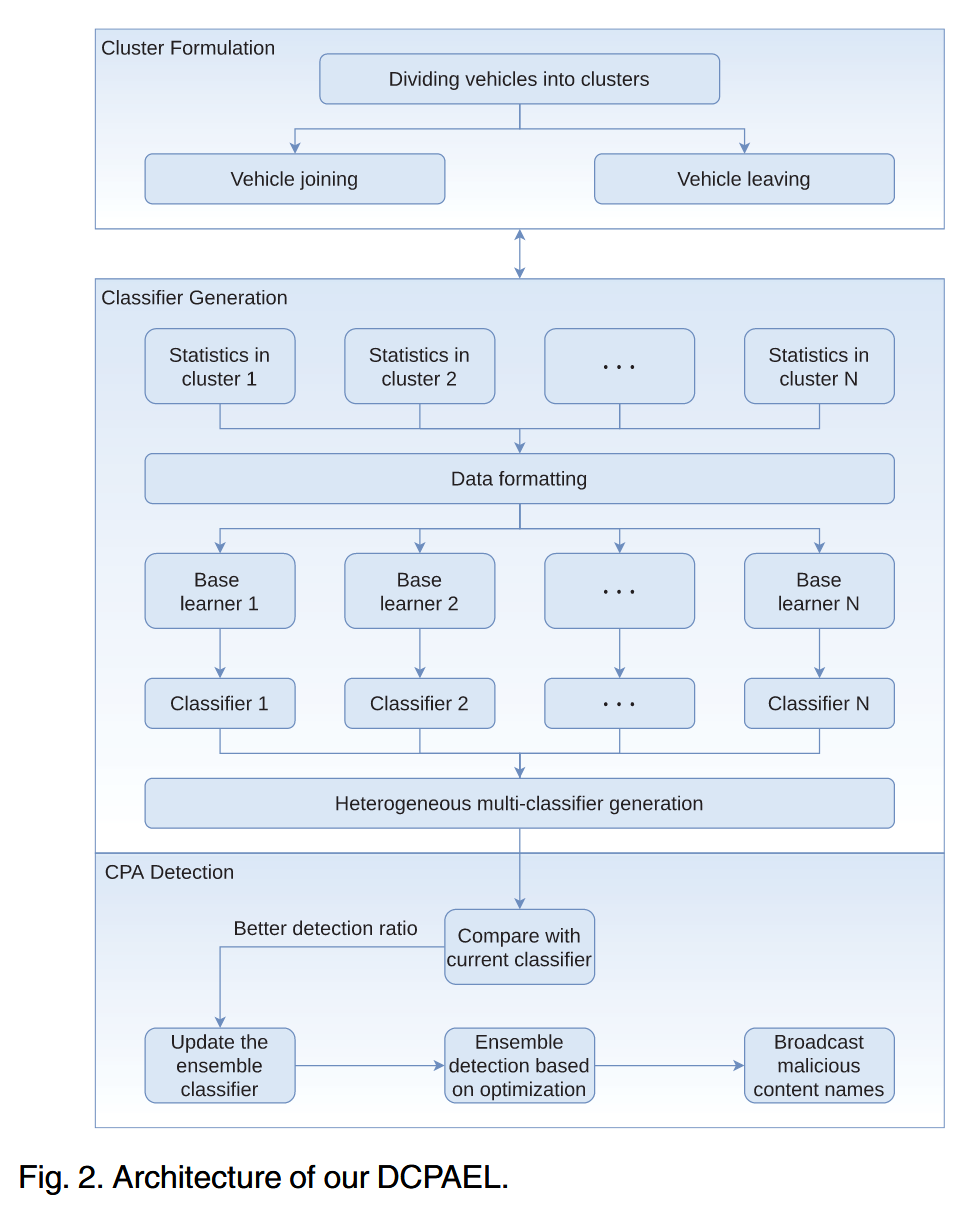 Cluster Formulation
Dividing vehicles into clusters
Vehicle joining
Vehicle leaving
Classifier Generation
Statistics in
cluster 1
Statistics in
cluster 2
...
Statistics in
cluster N
Data formatting
Base
learner 1
Base
learner 2
...
Base
learner N
Classifier 1
Classifier 2
...
Classifier N
Heterogeneous multi-classifier generation
CPA Detection
Better detection ratio
Compare with
current classifier
Update the
ensemble
classifier
Ensemble
detection based
on optimization
Broadcast
malicious
content names
Fig. 2. Architecture of our DCPAEL.